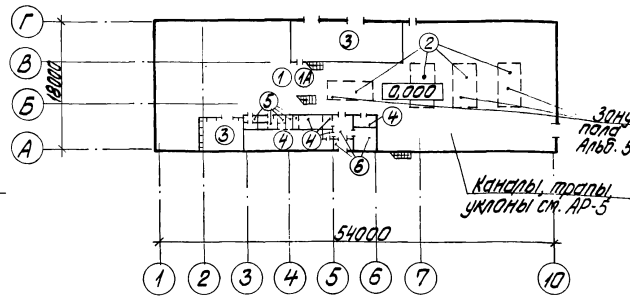 Г
В
Б
А
18000
3
2
1
1А
0,000
5
4
3
4
4
6
Зону
пола
Альб. 5
Каналы, трапы,
уклоны см. АР-5
54000
1
2
3
4
5
6
7
10